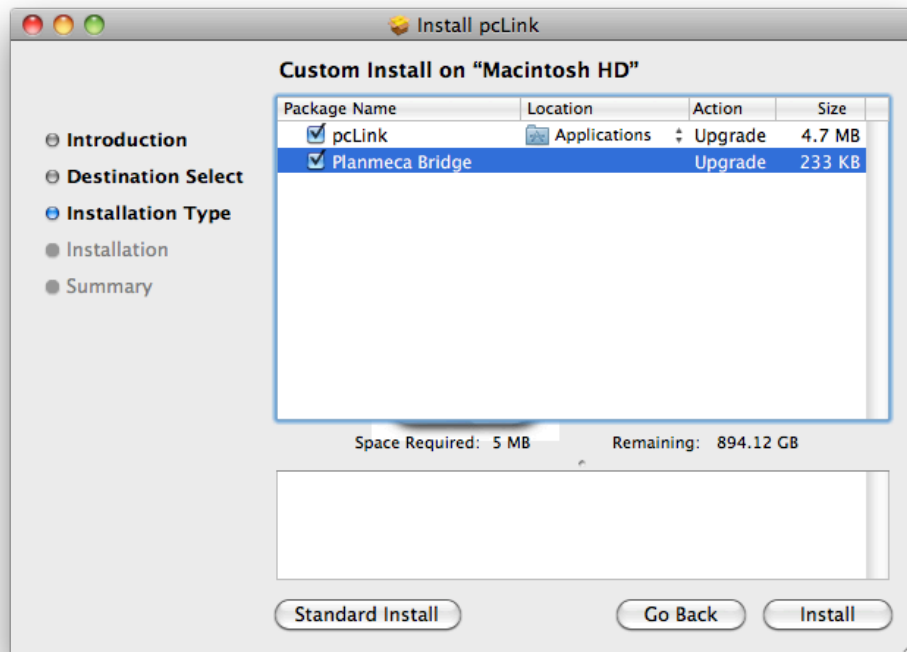 Install pcLink
Custom Install on “Macintosh HD”
Introduction
Destination Select
Installation Type
Installation
Summary
Package Name Location Action Size
pcLink Applications Upgrade 4.7 MB
Planmeca Bridge Upgrade 233 KB
Space Required: 5 MB Remaining: 894.12 GB
Standard Install Go Back Install